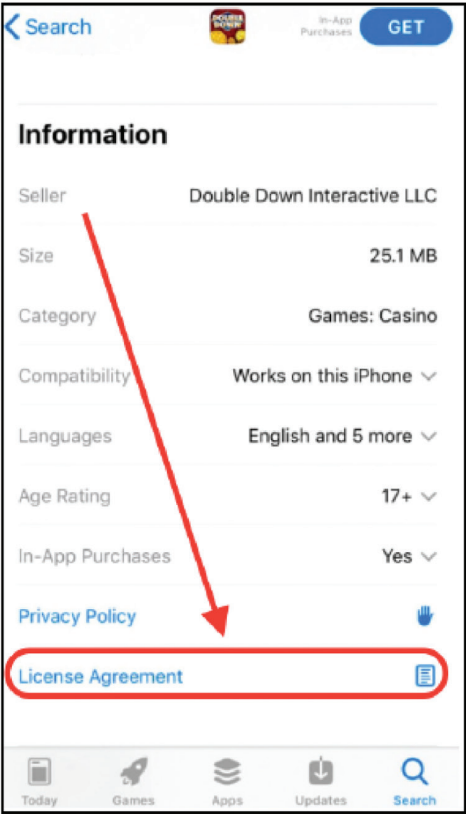 Search
DOUBLE
DOWN
In-App
Purchases
GET
Information
Seller Double Down Interactive LLC
Size 25.1 MB
Category Games: Casino
Compatibility Works on this iPhone
Languages English and 5 more
Age Rating 17+
In-App Purchases Yes
Privacy Policy
License Agreement
Today Games Apps Updates Search